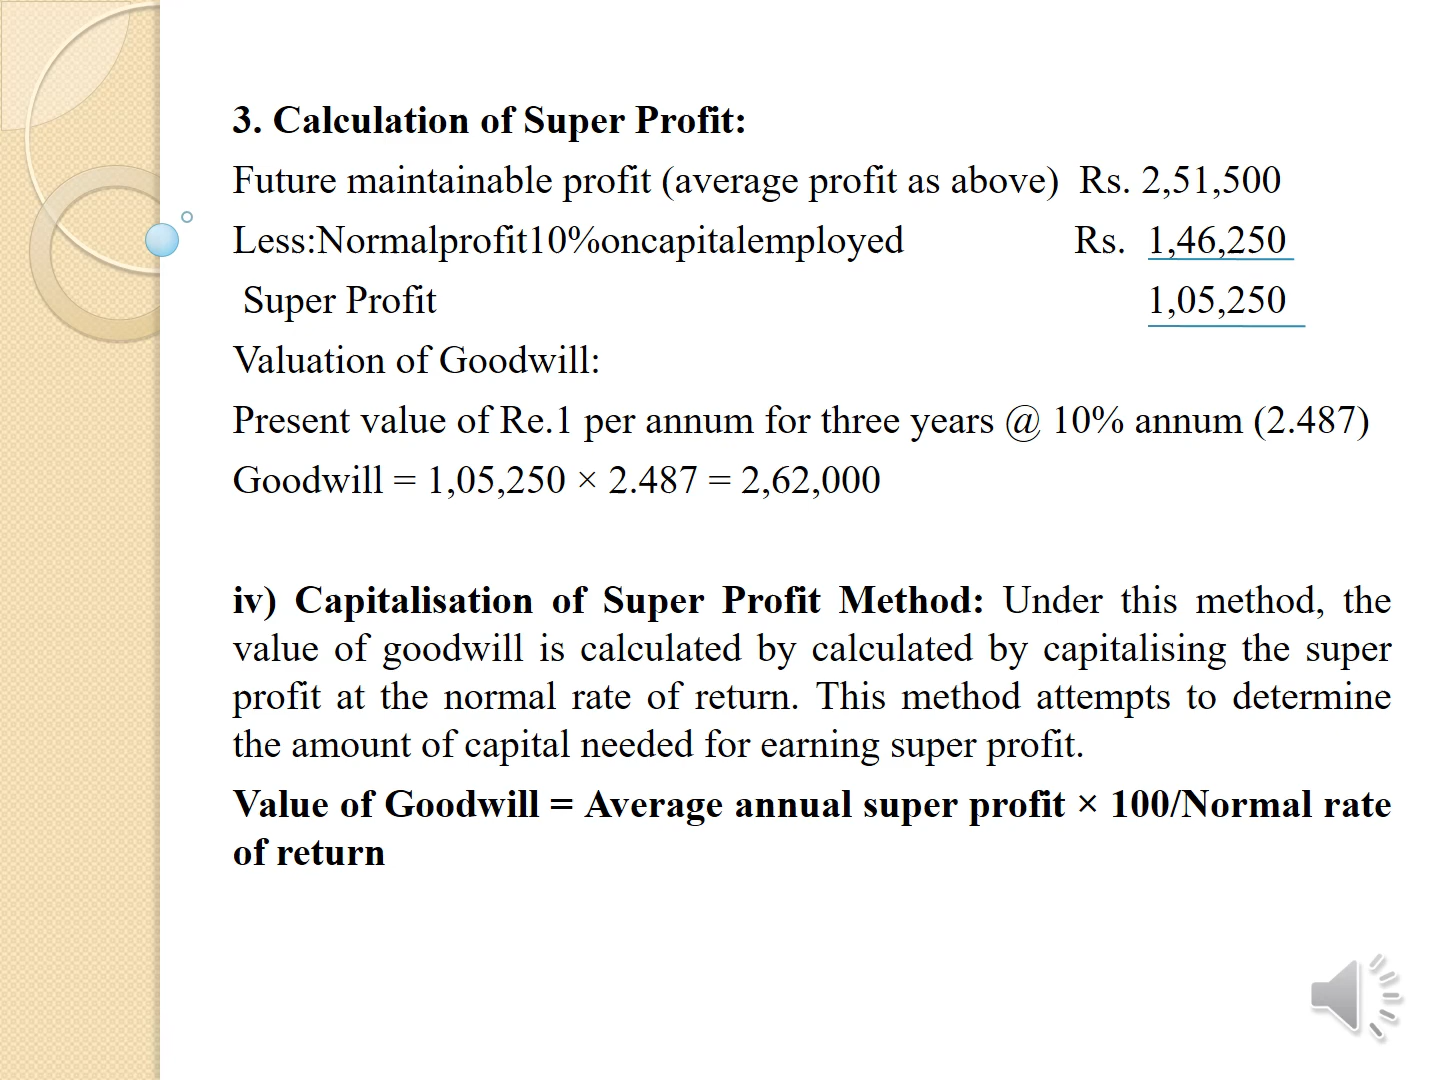 3. Calculation of Super Profit:
Future maintainable profit (average profit as above) Rs. 2,51,500
Less:Normalprofit10%oncapitalemployed Rs. 1,46,250
Super Profit 1,05,250
Valuation of Goodwill:
Present value of Re.1 per annum for three years @ 10% annum (2.487)
Goodwill = 1,05,250 × 2.487 = 2,62,000
iv) Capitalisation of Super Profit Method: Under this method, the
value of goodwill is calculated by calculated by capitalising the super
profit at the normal rate of return. This method attempts to determine
the amount of capital needed for earning super profit.
Value of Goodwill = Average annual super profit × 100/Normal rate
of return